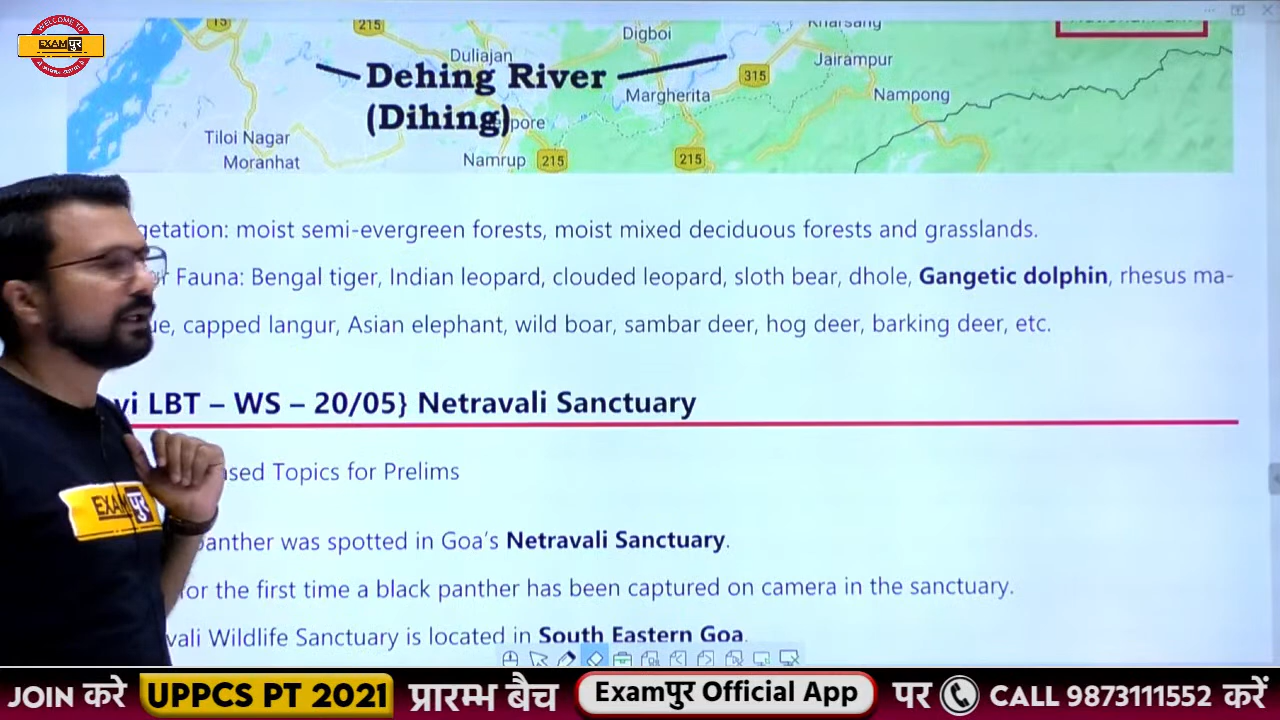 WELCOME TO
EXAMपुर
15
215
Digboi
Kharsang
Duliajan
Dehing River
315
Jairampur
Margherita
Nampong
(Dihing)
pore
Tiloi Nagar
Moranhat
Namrup
215
215
getation: moist semi-evergreen forests, moist mixed deciduous forests and grasslands.
r Fauna: Bengal tiger, Indian leopard, clouded leopard, sloth bear, dhole, Gangetic dolphin, rhesus ma-
ue, capped langur, Asian elephant, wild boar, sambar deer, hog deer, barking deer, etc.
vi LBT – WS – 20/05} Netravali Sanctuary
ased Topics for Prelims
EXAMपुर
panther was spotted in Goa's Netravali Sanctuary.
or the first time a black panther has been captured on camera in the sanctuary.
vali Wildlife Sanctuary is located in South Eastern Goa.
JOIN करे UPPCS PT 2021 प्रारम्भ बैच Examपुर Official App पर CALL 9873111552 करें